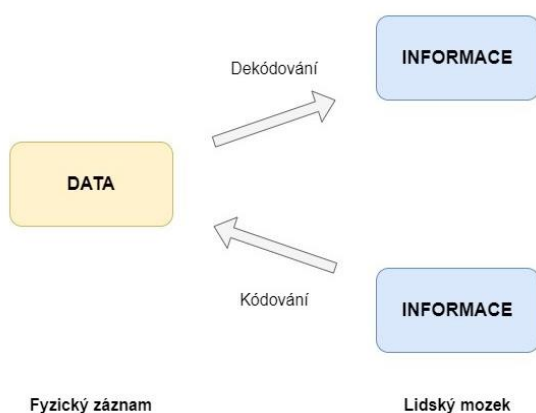 INFORMACE
Dekódování
DATA
Kódování
INFORMACE
Fyzický záznam
Lidský mozek